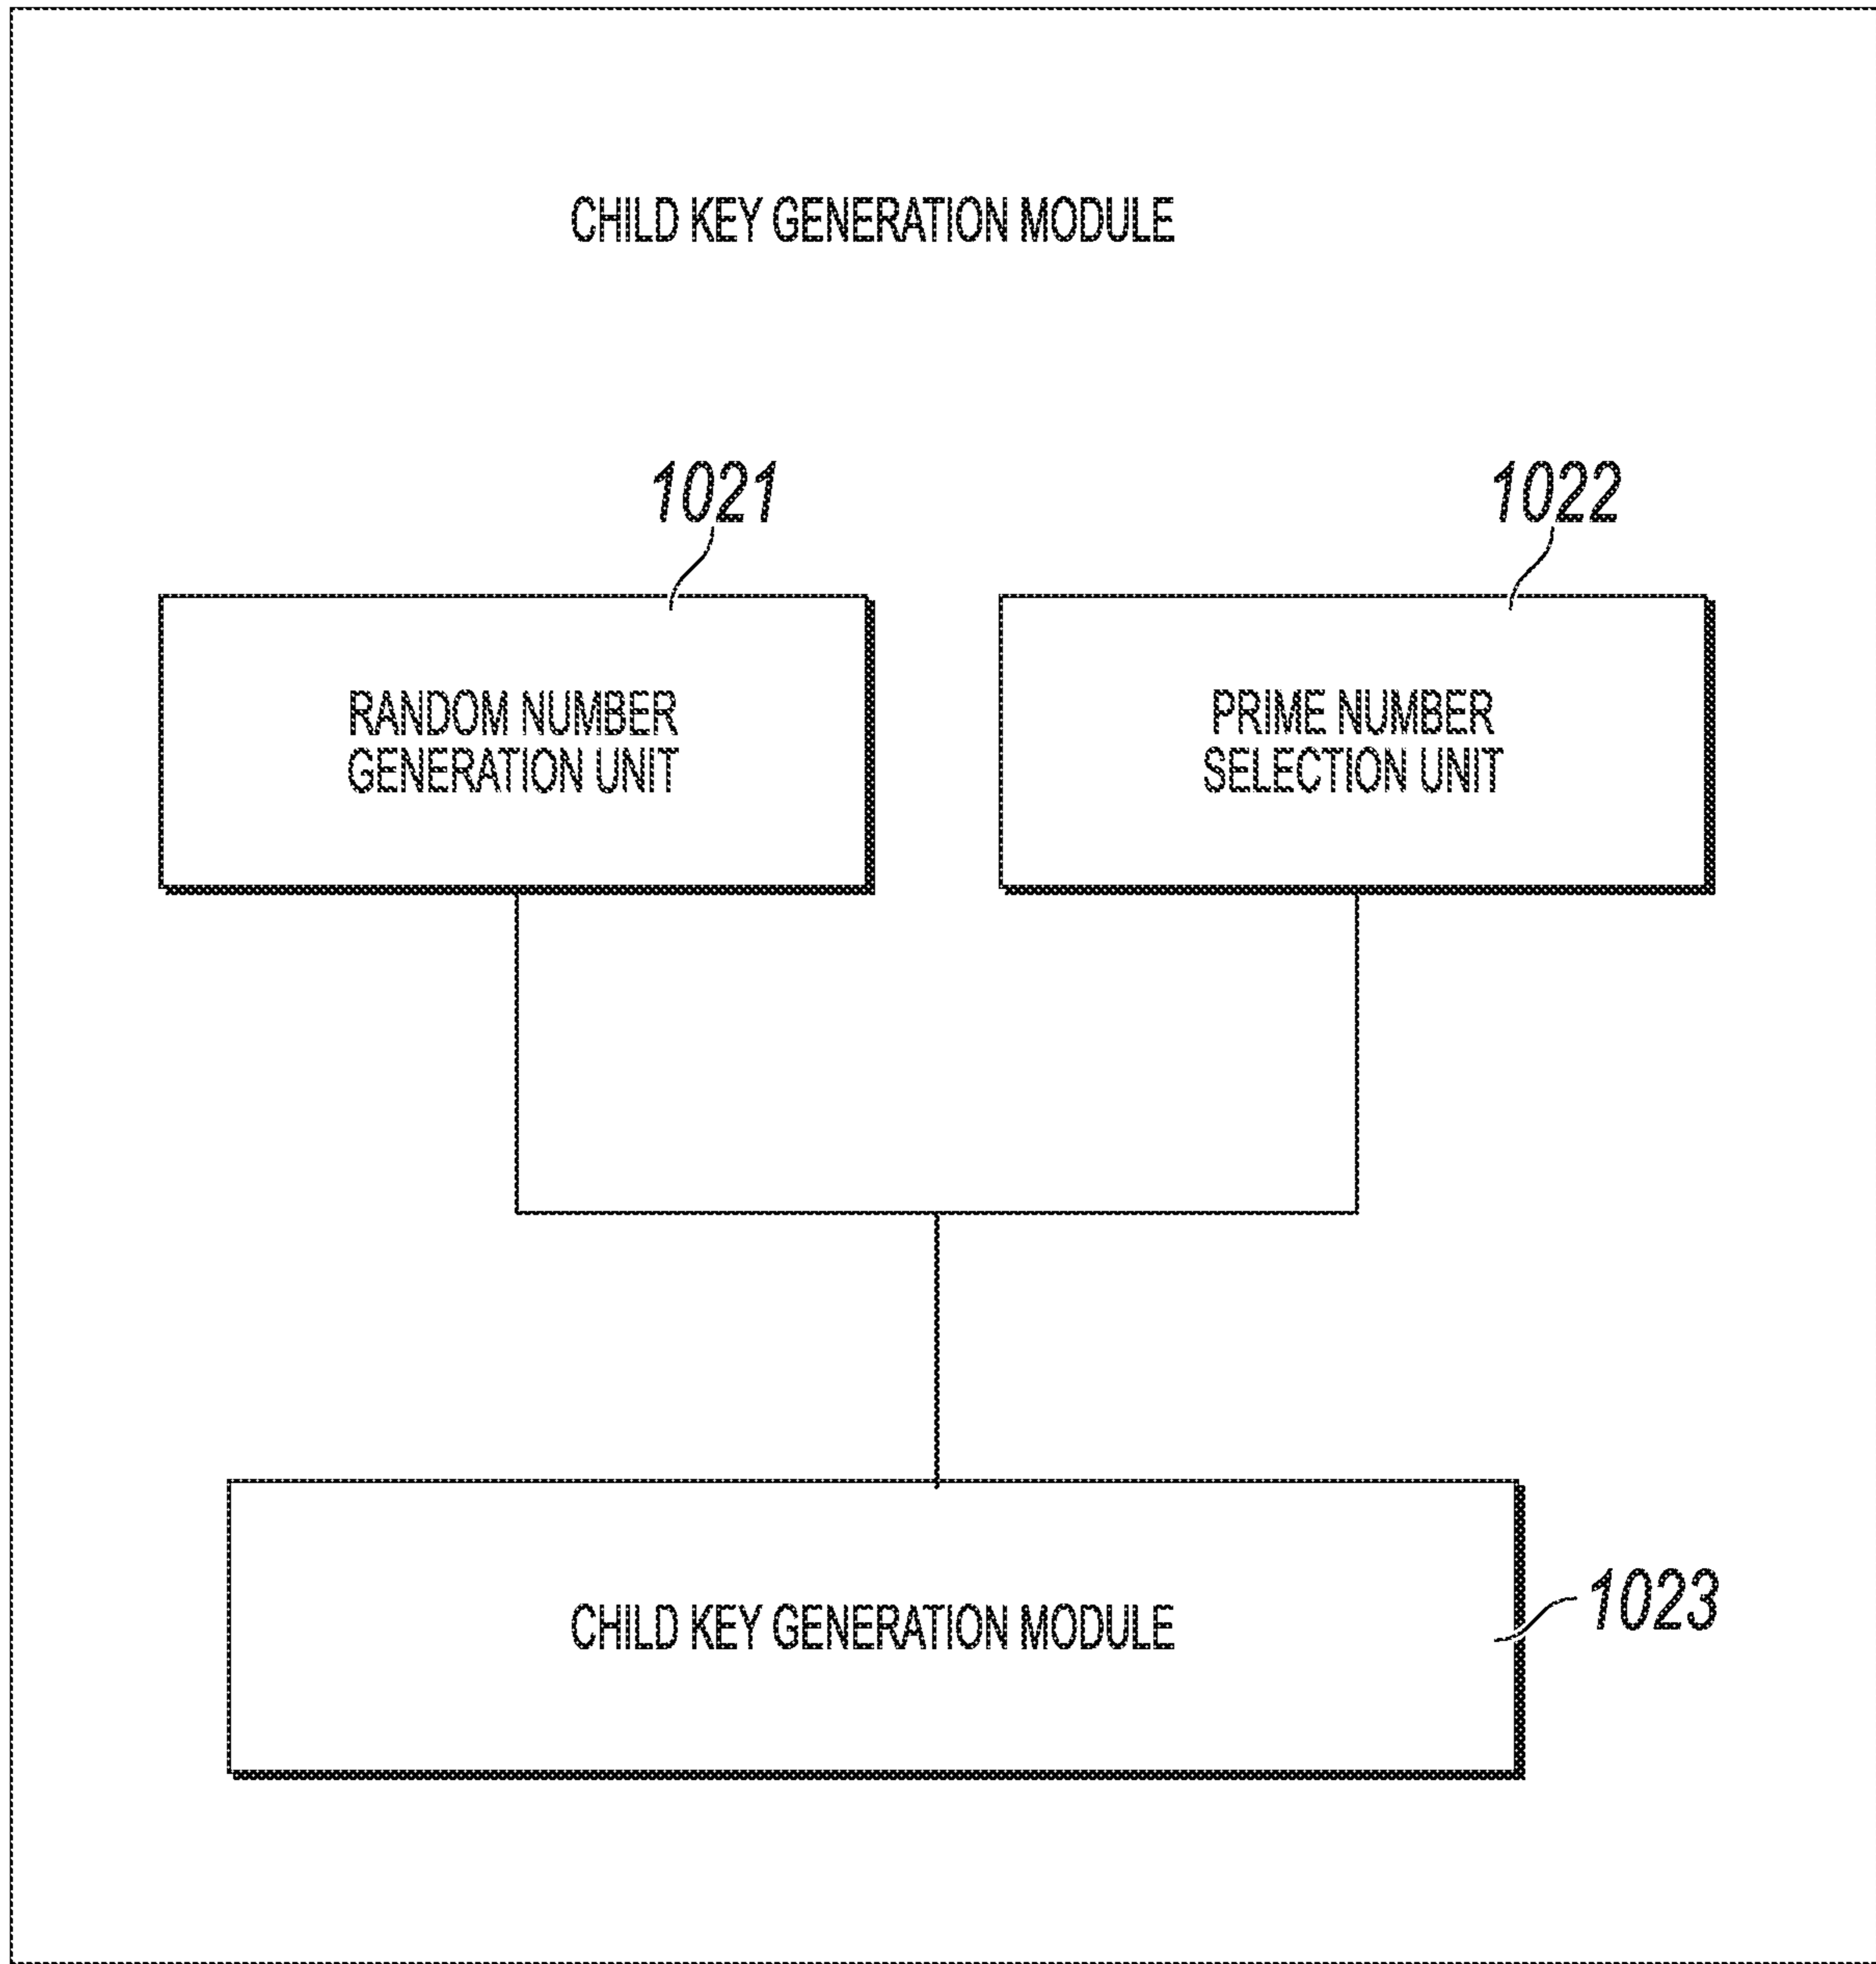 CHILD KEY GENERATION MODULE
1021
1022
RANDOM NUMBER
GENERATION UNIT
PRIME NUMBER
SELECTION UNIT
CHILD KEY GENERATION MODULE
1023